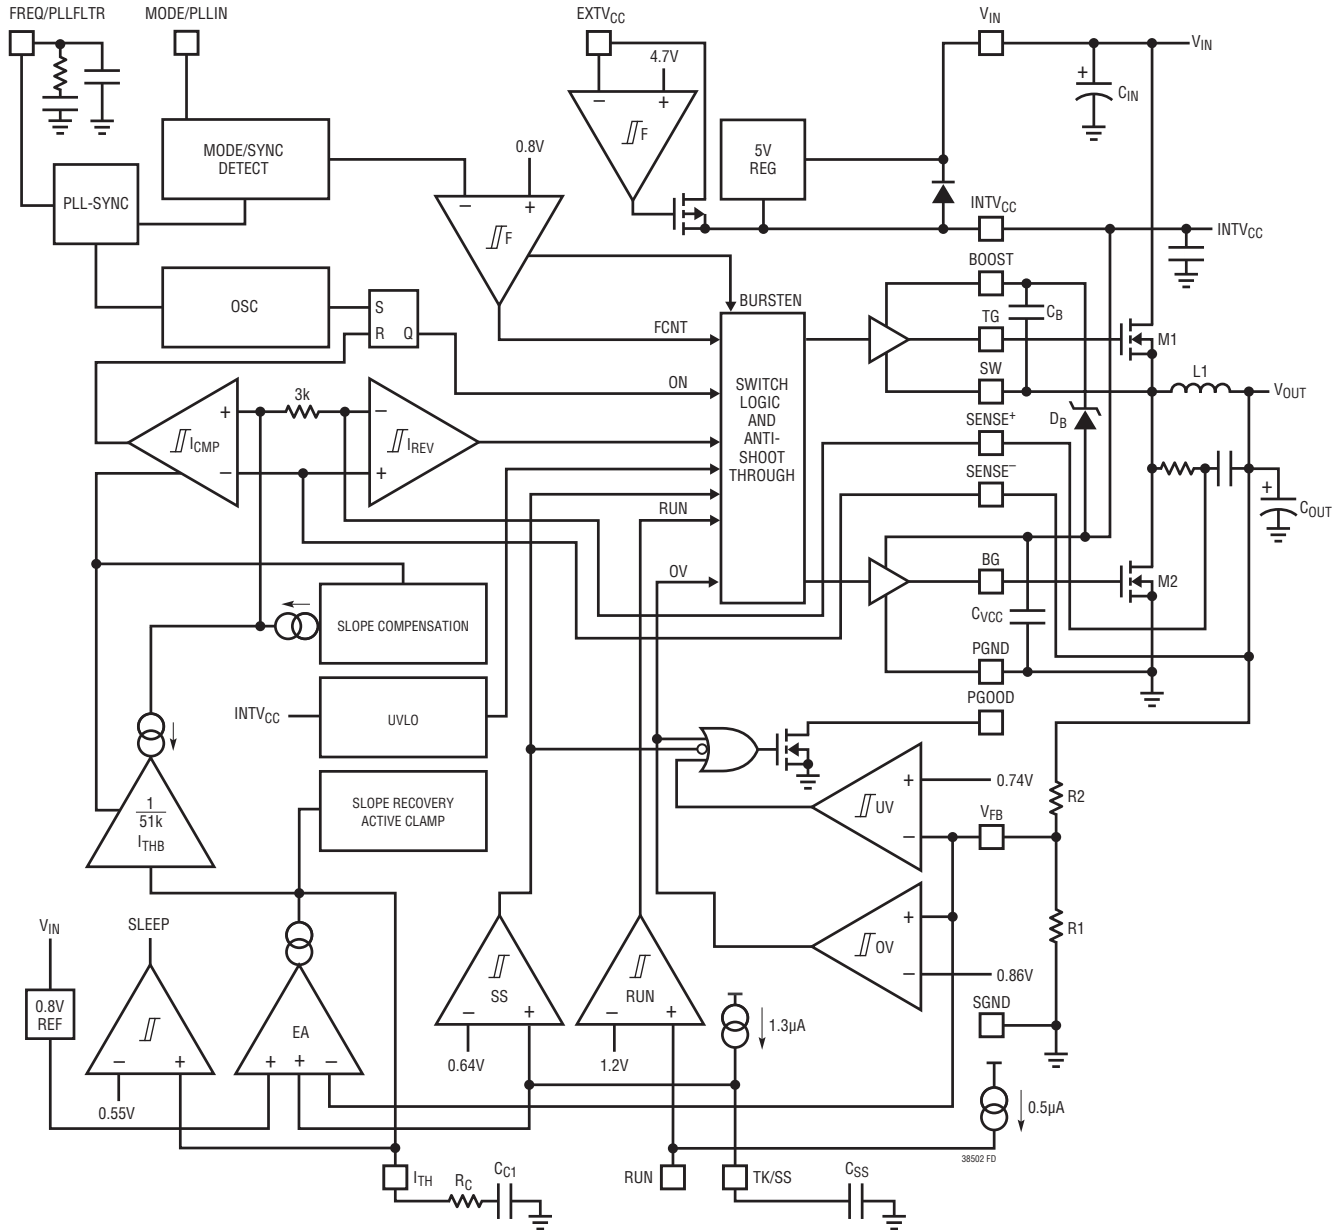 FREQ/PLLFLTR
MODE/PLLIN
EXTVCC
VIN
VIN
4.7V
+
CIN
−
+
F
MODE/SYNC
DETECT
0.8V
5V
REG
PLL-SYNC
−
+
F
INTVCC
INTVCC
BOOST
OSC
S
R
Q
BURSTEN
CB
FCNT
TG
M1
SW
L1
VOUT
3k
ON
SWITCH
LOGIC
AND
ANTI-
SHOOT
THROUGH
+
−
ICMP
−
+
IREV
SENSE+
DB
SENSE−
+
COUT
RUN
OV
BG
M2
CVCC
SLOPE COMPENSATION
PGND
PGOOD
INTVCC
UVLO
+
0.74V
UV
−
VFB
R2
SLOPE RECOVERY
ACTIVE CLAMP
1
51k
ITHB
+
OV
−
0.86V
R1
VIN
SLEEP
SGND
0.8V
REF
−
+
0.55V
EA
+
+
−
SS
−
+
0.64V
RUN
−
+
1.2V
1.3µA
0.5µA
38502 FD
ITH
RC
CC1
RUN
TK/SS
CSS